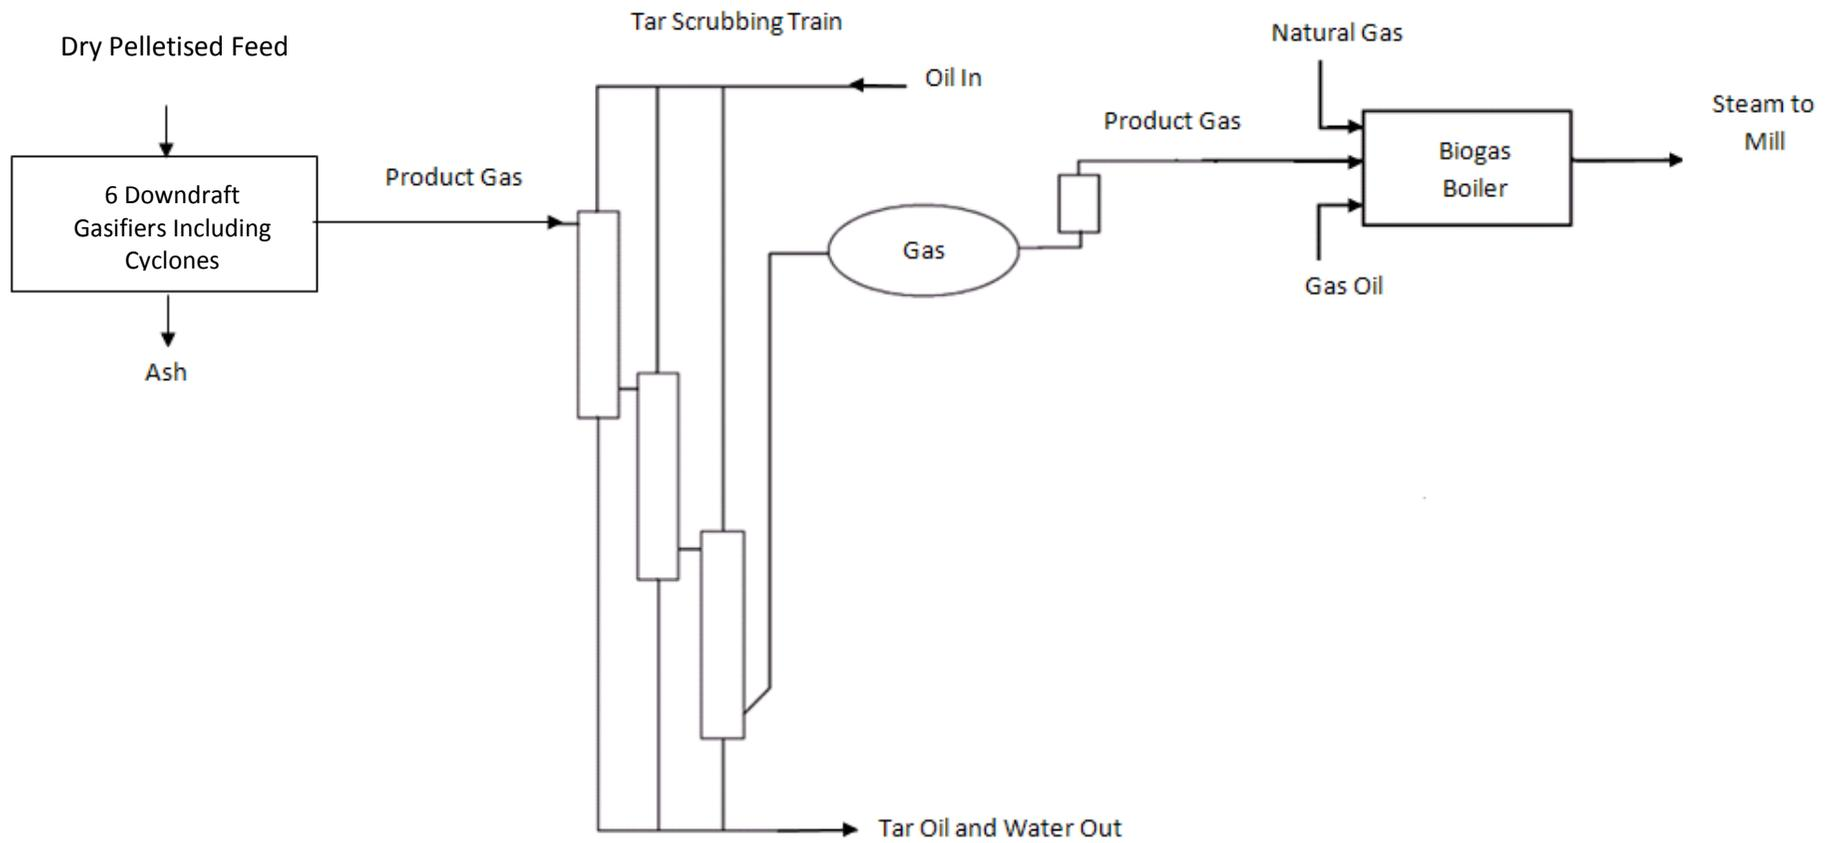 Tar Scrubbing Train
Dry Pelletised Feed
Natural Gas
Oil In
Steam to
Mill
Product Gas
Biogas
Boiler
Product Gas
6 Downdraft
Gasifiers Including
Cyclones
Gas
Gas Oil
Ash
Tar Oil and Water Out